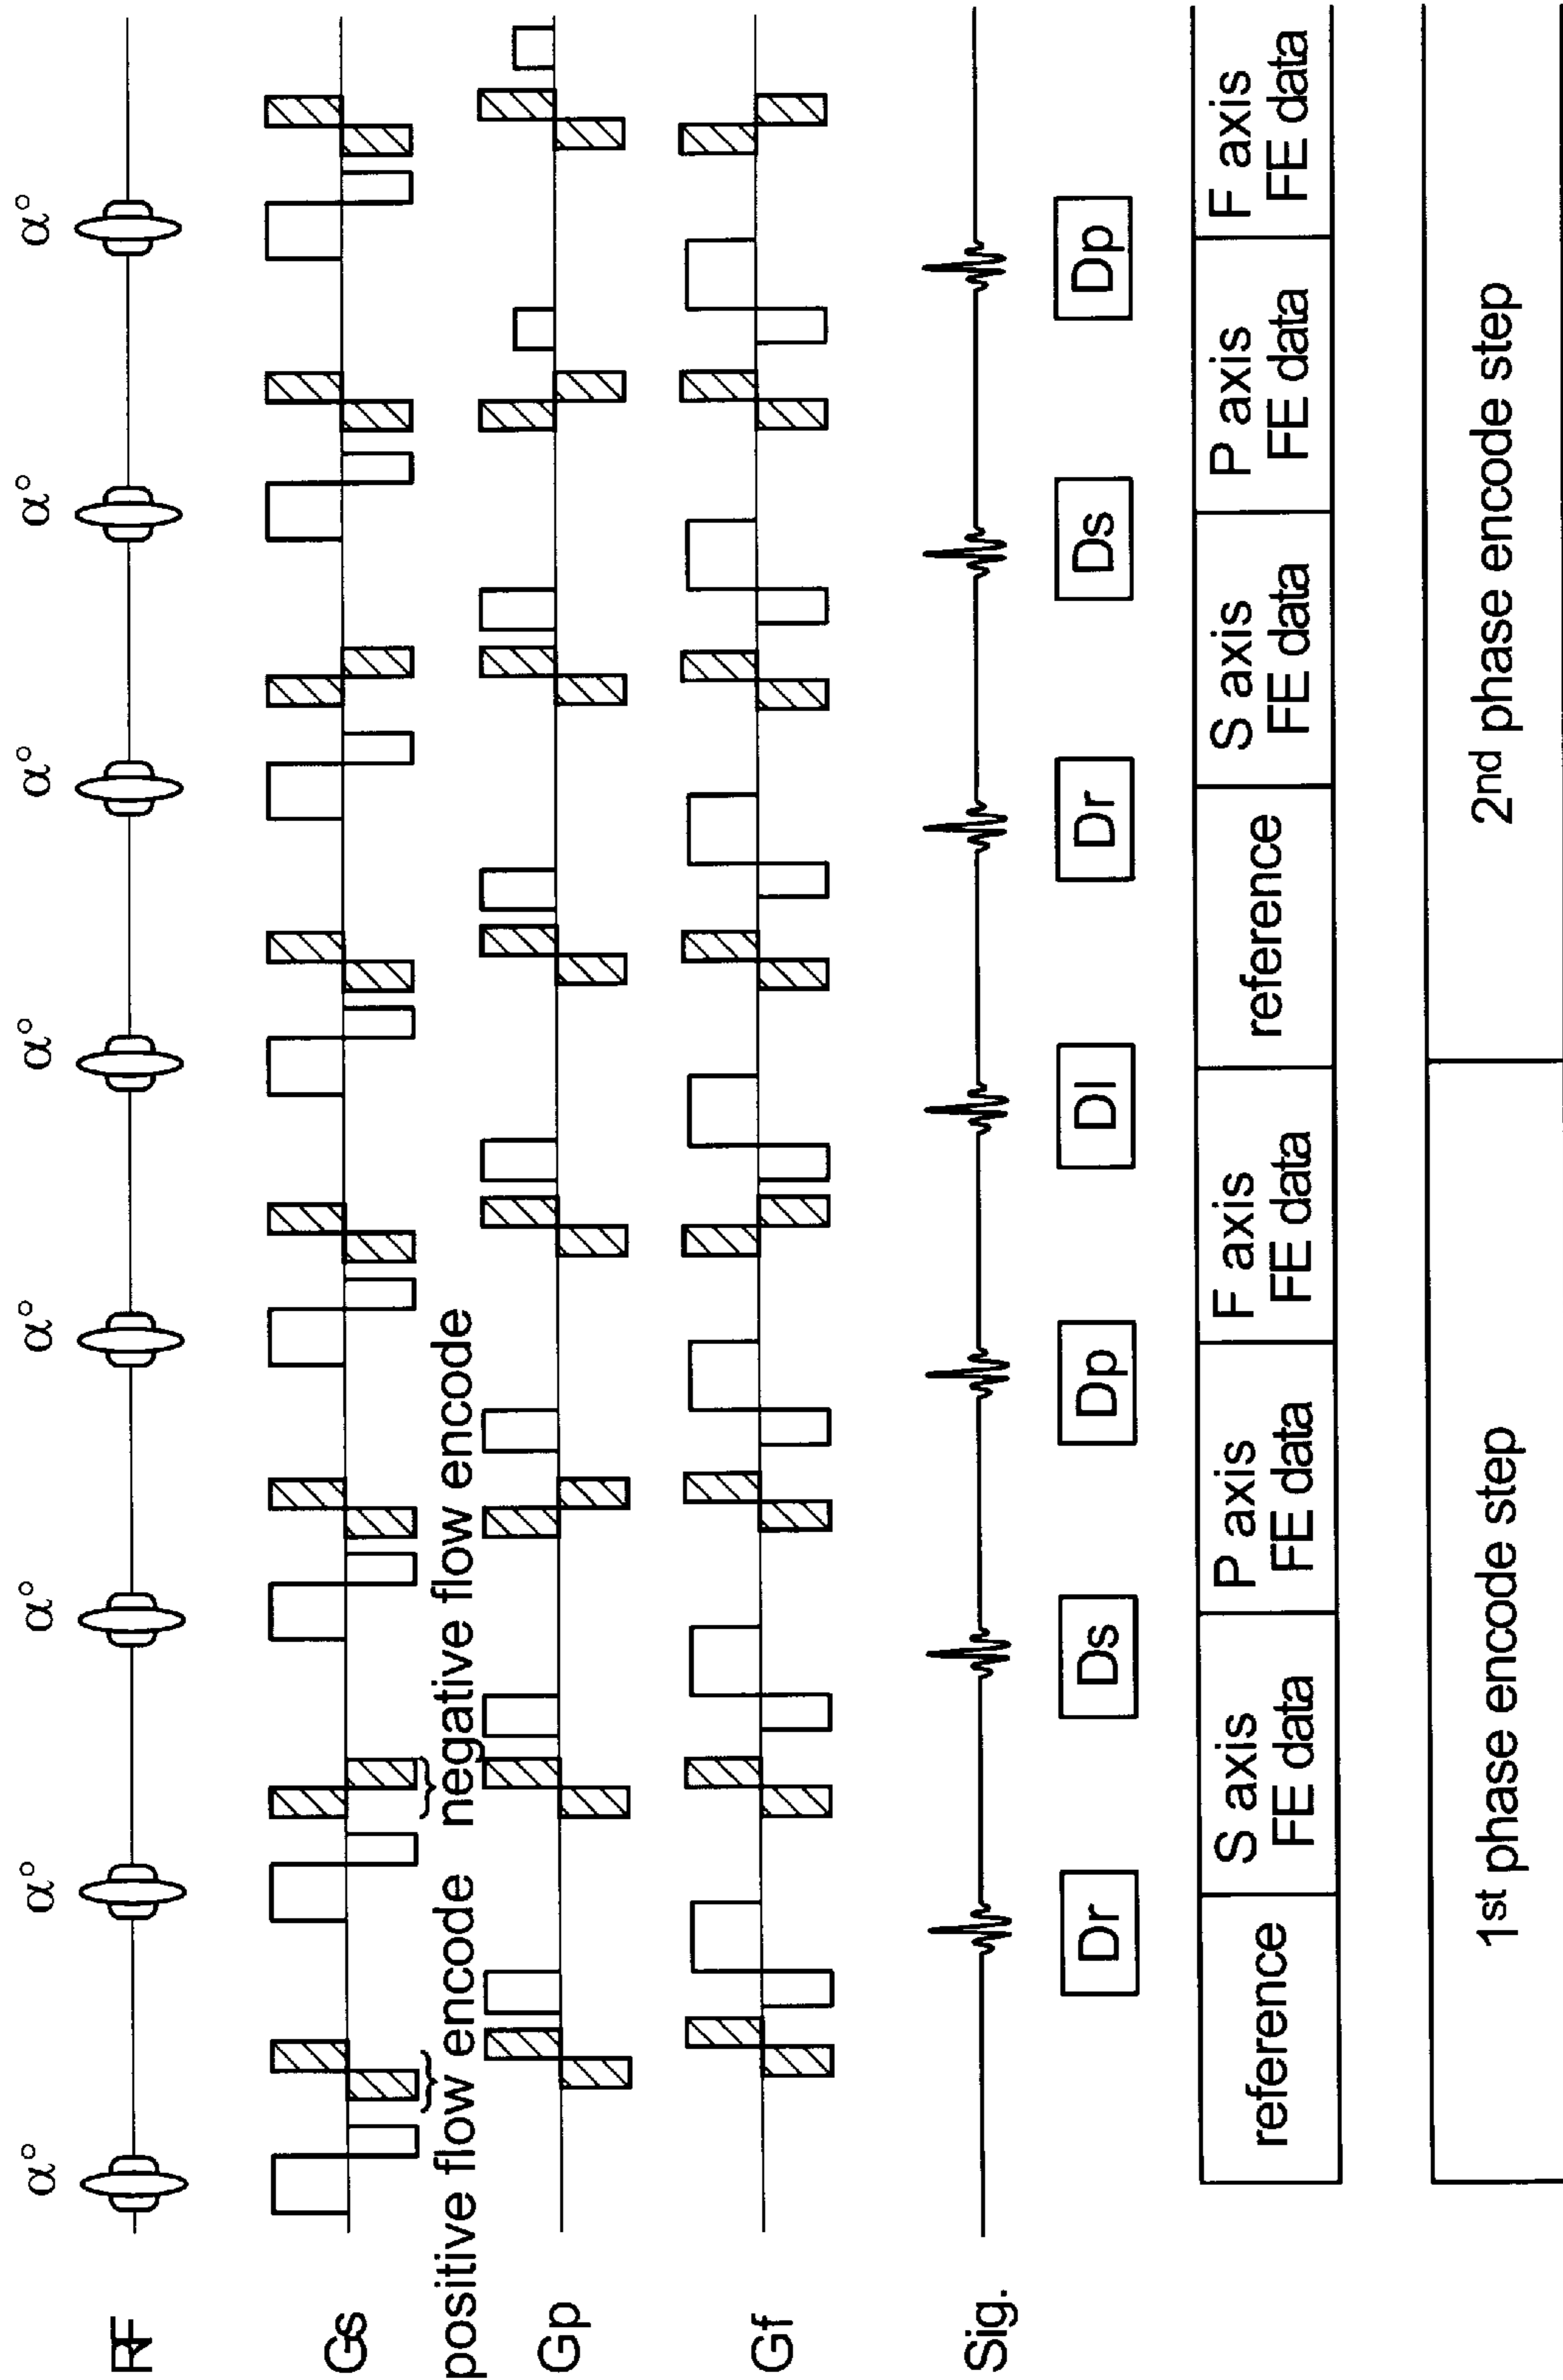 α° α° α° α° α° α° α° α°
RF
Gs
positive flow encode negative flow encode
Gp
Gf
Sig.
Dr Ds Dp Dl Dr Ds Dp
reference
S axis
FE data
P axis
FE data
F axis
FE data
reference
S axis
FE data
P axis
FE data
F axis
FE data
1st phase encode step
2nd phase encode step